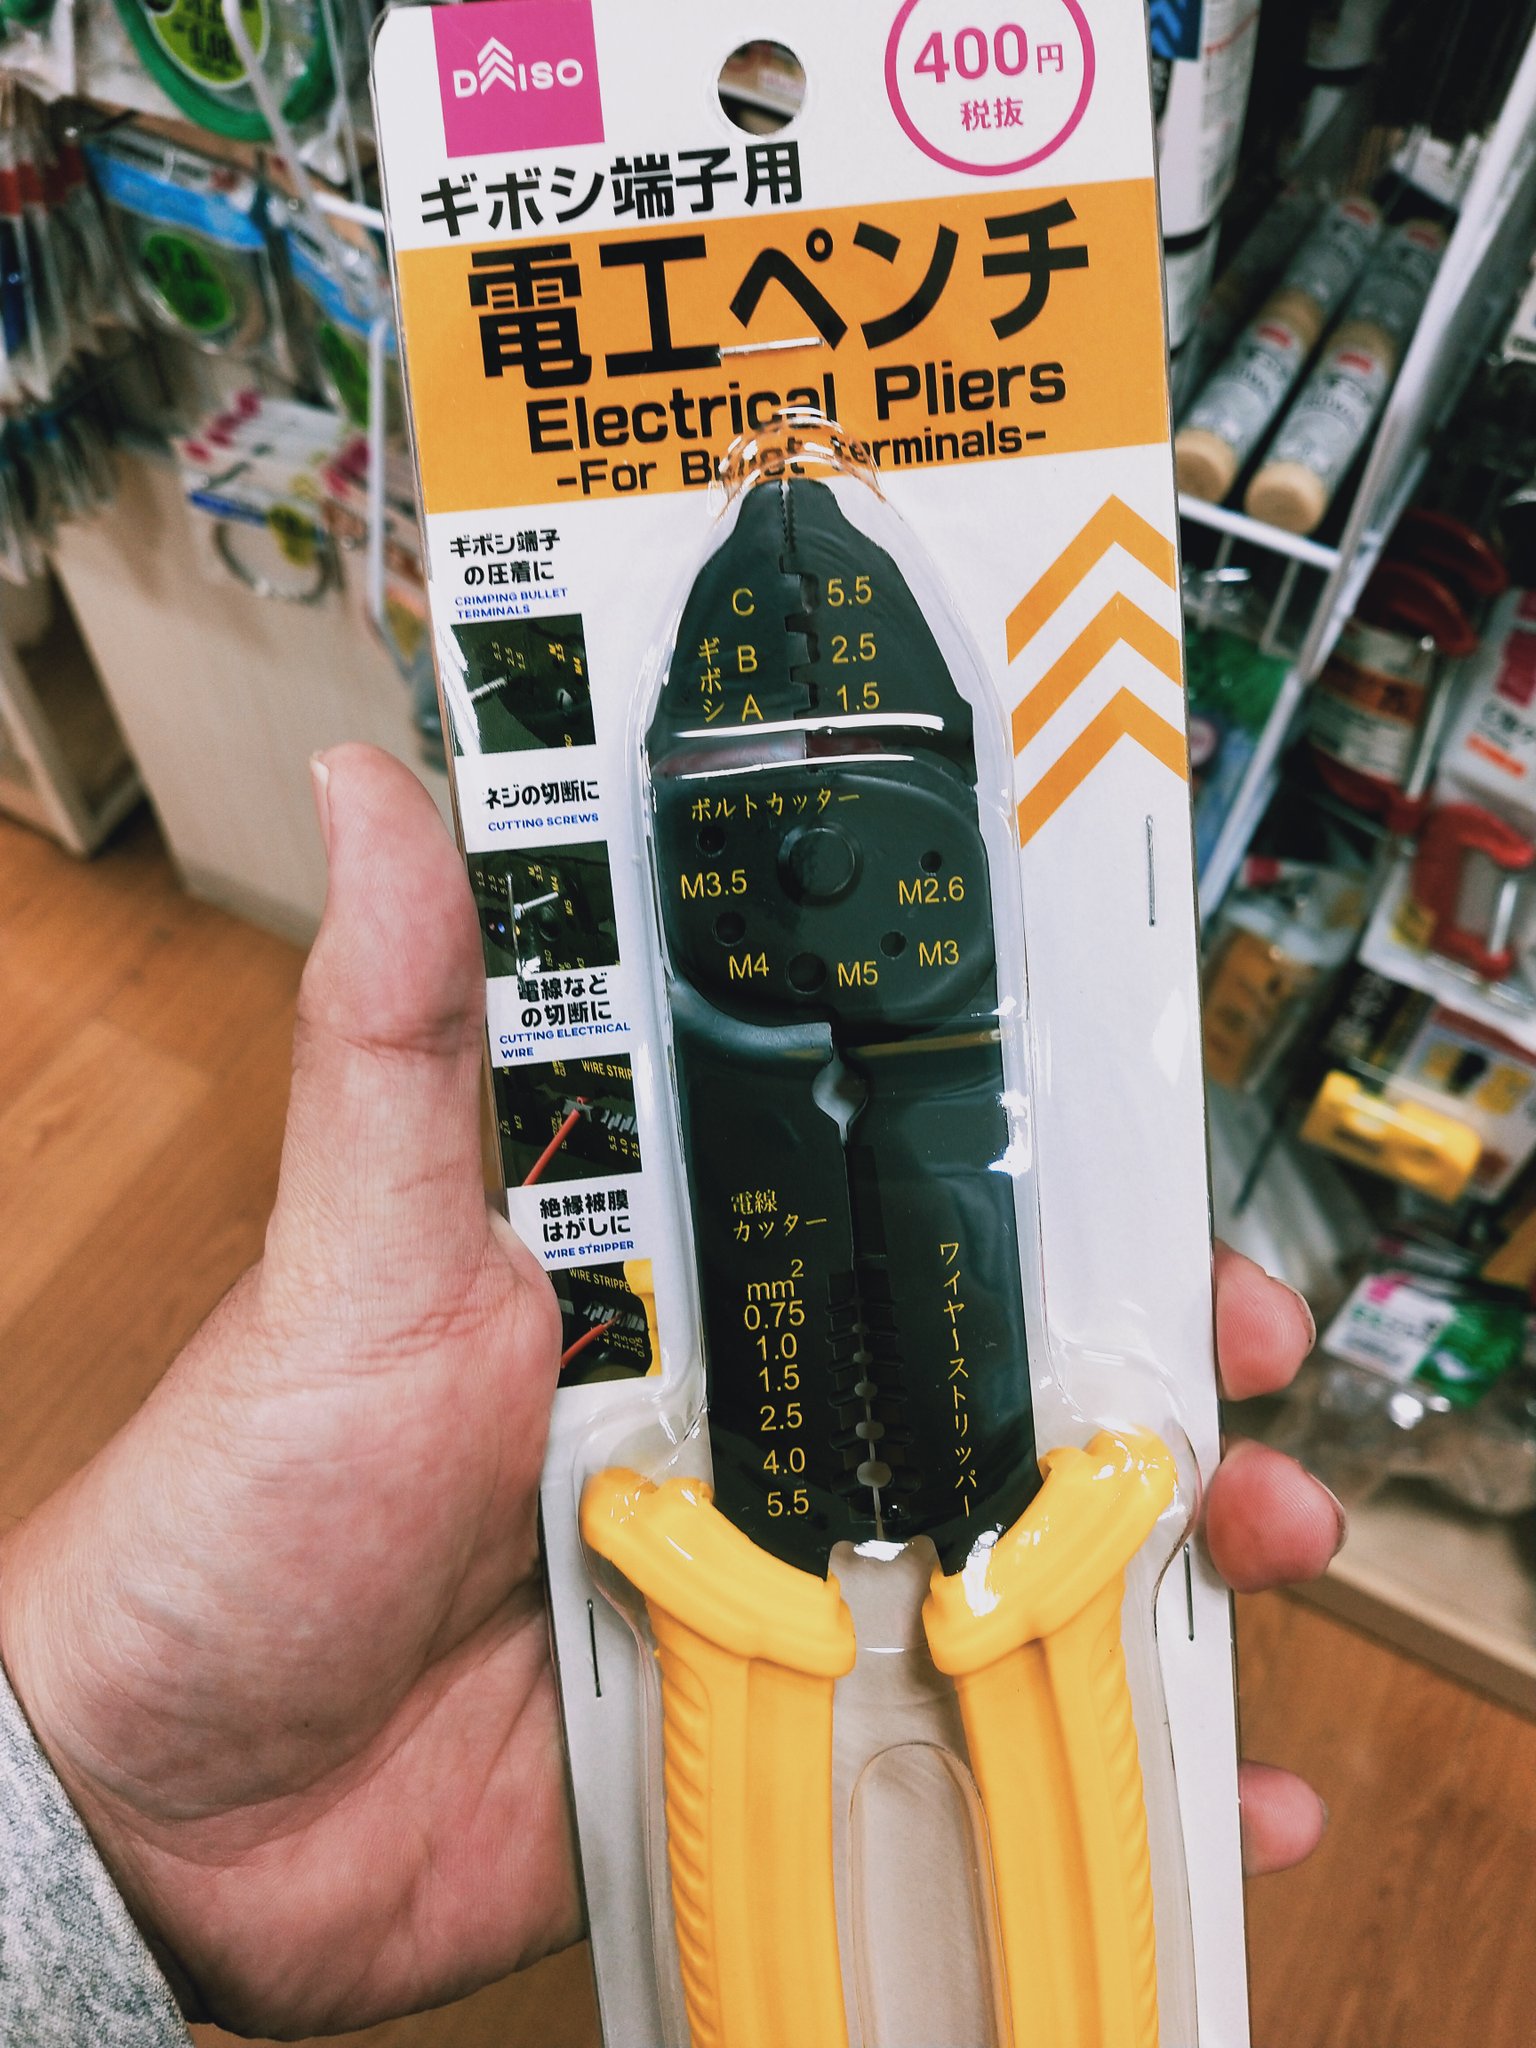 DAISO
400円
税抜
ギボシ端子用
電工ペンチ
Electrical Pliers
-For Bullet Terminals-
ギボシ端子
の圧着に
CRIMPING BULLET
TERMINALS
ネジの切断に
CUTTING SCREWS
電線など
の切断に
CUTTING ELECTRICAL
WIRE
WIRE STRIP
絶縁被膜
はがしに
WIRE STRIPPER
WIRE STRIPPE
ギボシ
C 5.5
B 2.5
A 1.5
ボルトカッター
M3.5 M2.6
M4 M5 M3
電線
カッター
mm²
0.75
1.0
1.5
2.5
4.0
5.5
ワイヤーストリッパー